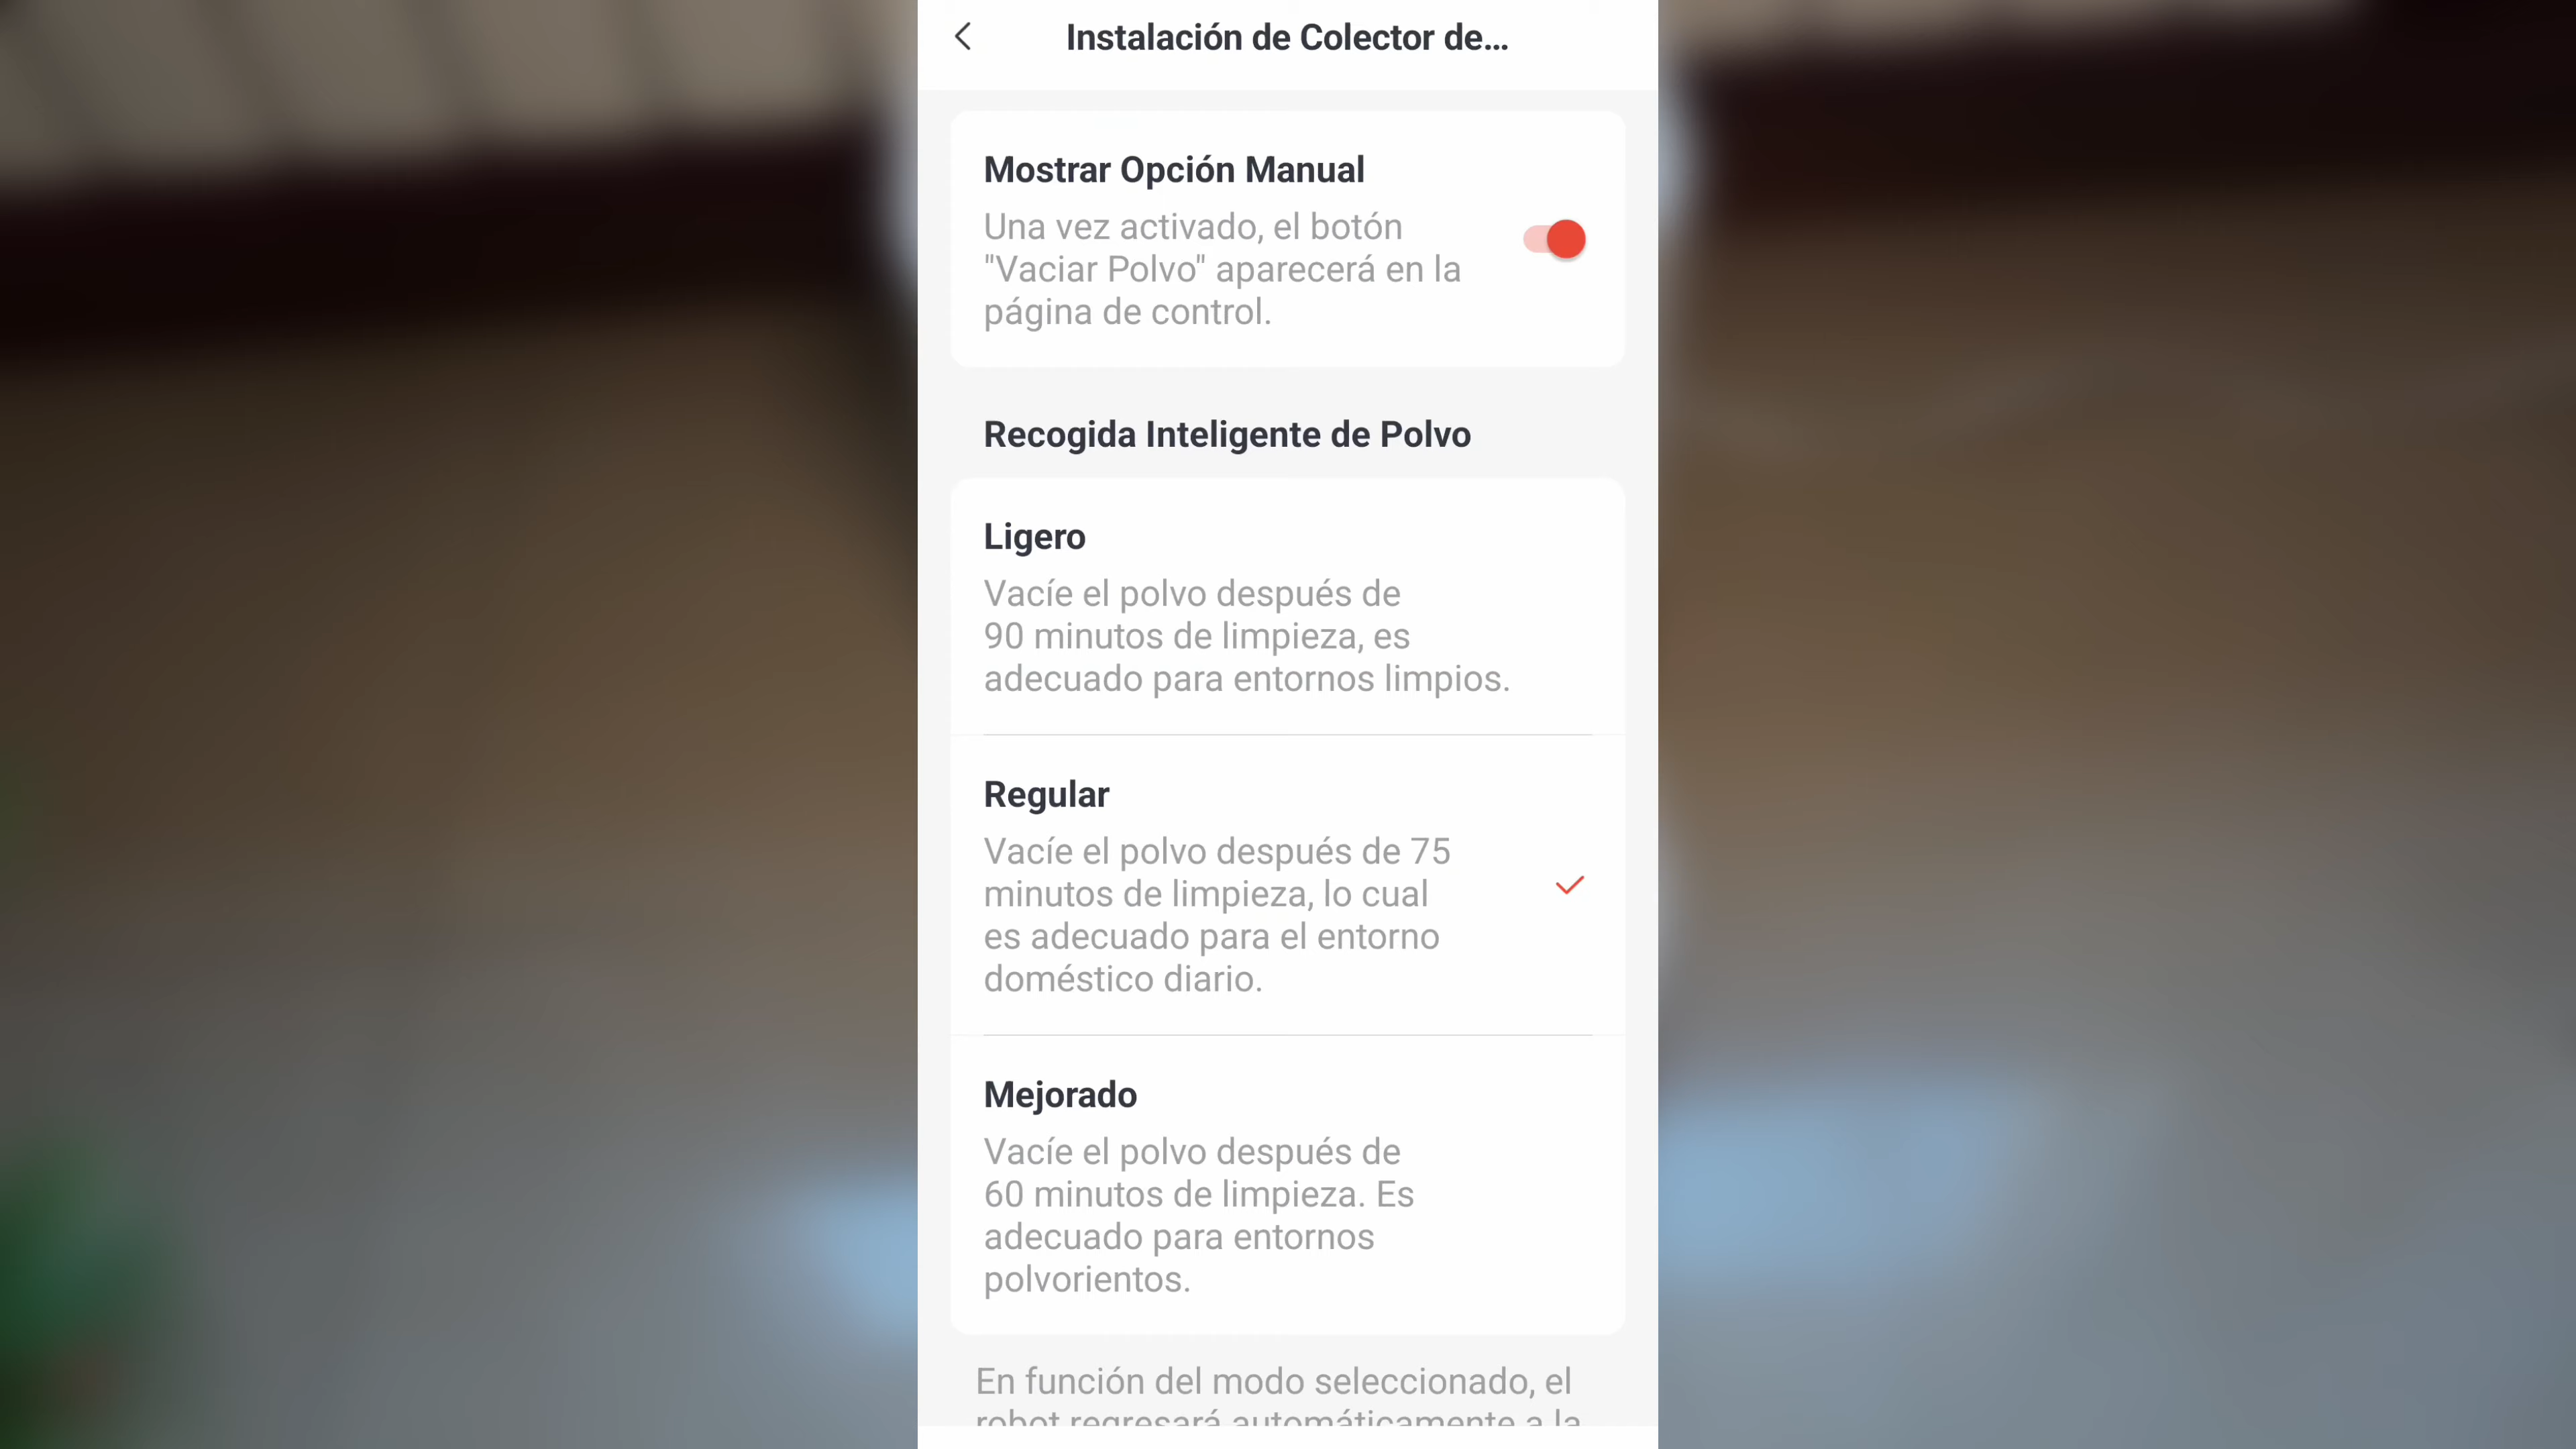 Instalación de Colector de...
Mostrar Opción Manual
Una vez activado, el botón
"Vaciar Polvo" aparecerá en la
página de control.
Recogida Inteligente de Polvo
Ligero
Vacíe el polvo después de
90 minutos de limpieza, es
adecuado para entornos limpios.
Regular
Vacíe el polvo después de 75
minutos de limpieza, lo cual
es adecuado para el entorno
doméstico diario.
Mejorado
Vacíe el polvo después de
60 minutos de limpieza. Es
adecuado para entornos
polvorientos.
En función del modo seleccionado, el
robot regresará automáticamente a la